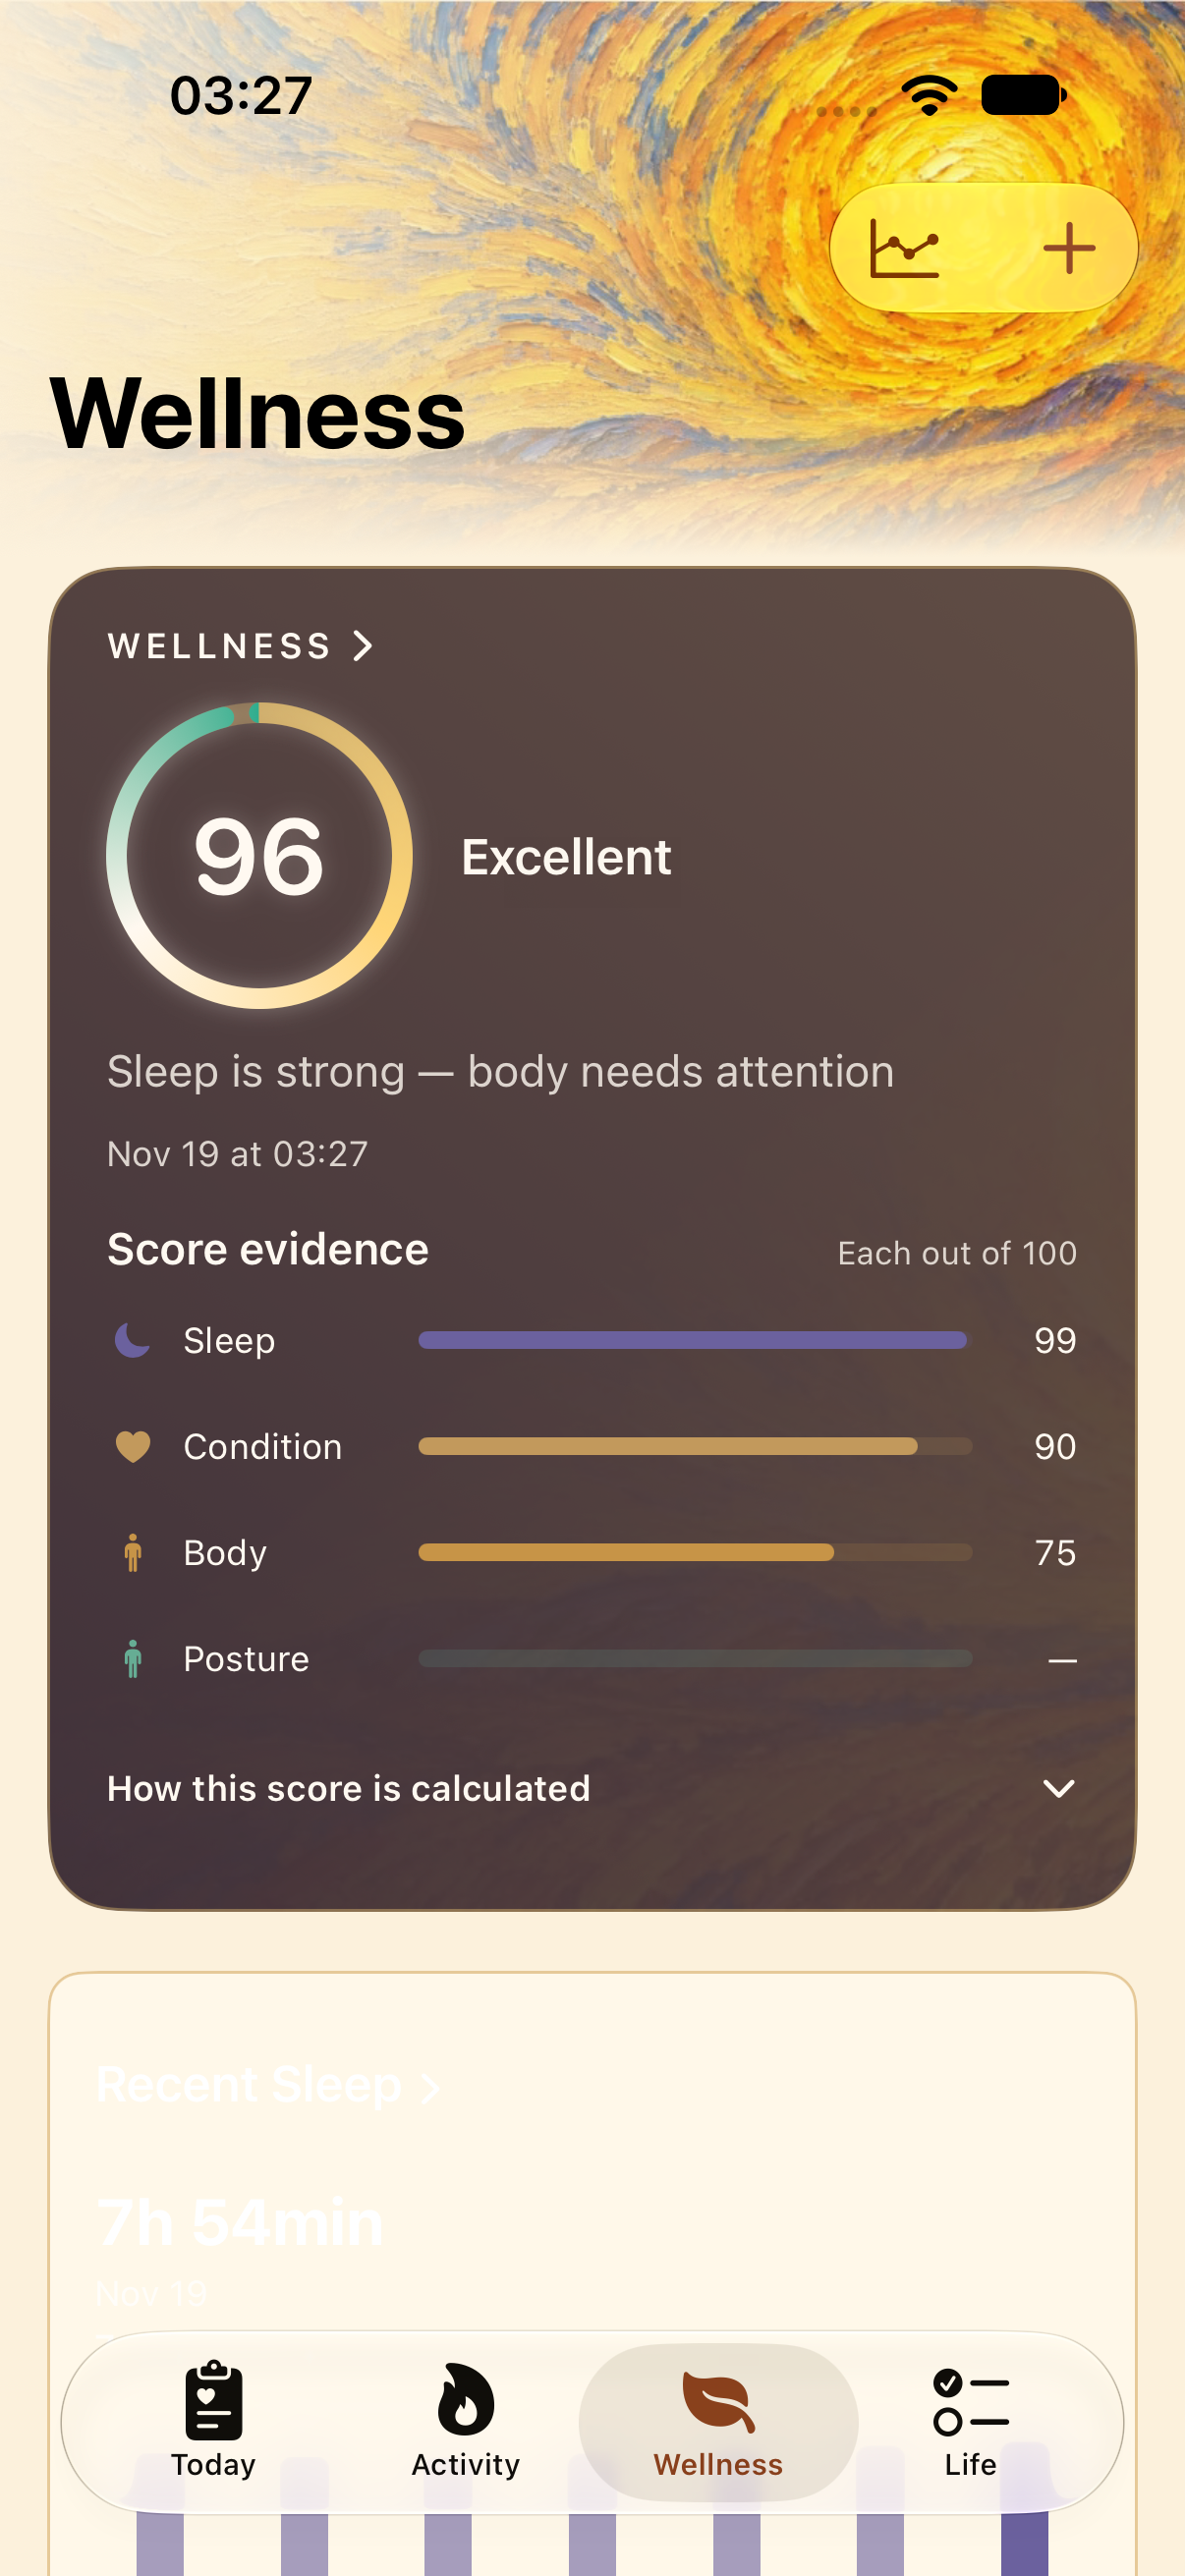 03:27
Wellness
WELLNESS
96
Excellent
Sleep is strong — body needs attention
Nov 19 at 03:27
Score evidence
Each out of 100
Sleep
99
Condition
90
Body
75
Posture
—
How this score is calculated
Recent Sleep
7h 54min
Nov 19
Today
Activity
Wellness
Life